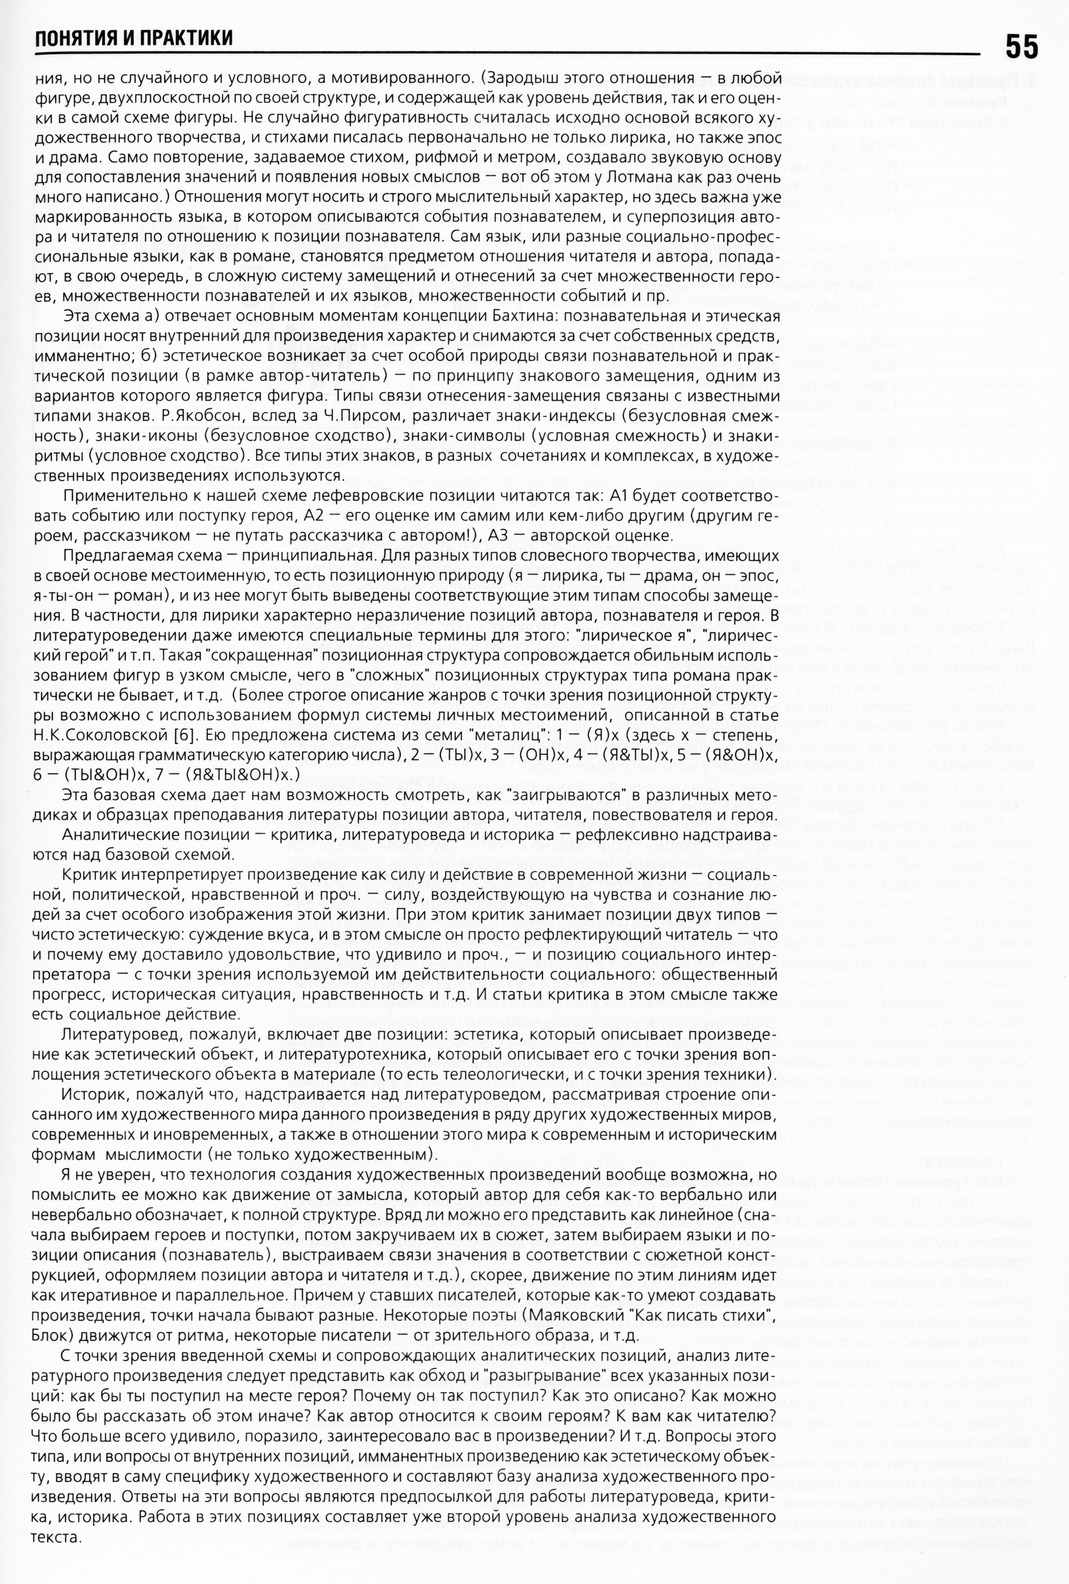 ПОНЯТИЯ И ПРАКТИКИ
55
ния, но не случайного и условного, а мотивированного. (Зародыш этого отношения — в любой
фигуре, двухплоскостной по своей структуре, и содержащей как уровень действия, так и его оцен-
ки в самой схеме фигуры. Не случайно фигуративность считалась исходно основой всякого ху-
дожественного творчества, и стихами писалась первоначально не только лирика, но также эпос
и драма. Само повторение, задаваемое стихом, рифмой и метром, создавало звуковую основу
для сопоставления значений и появления новых смыслов — вот об этом у Лотмана как раз очень
много написано.) Отношения могут носить и строго мыслительный характер, но здесь важна уже
маркированность языка, в котором описываются события познавателем, и суперпозиция авто-
ра и читателя по отношению к позиции познавателя. Сам язык, или разные социально-профес-
сиональные языки, как в романе, становятся предметом отношения читателя и автора, попада-
ют, в свою очередь, в сложную систему замещений и отнесений за счет множественности геро-
ев, множественности познавателей и их языков, множественности событий и пр.
Эта схема а) отвечает основным моментам концепции Бахтина: познавательная и этическая
позиции носят внутренний для произведения характер и снимаются за счет собственных средств,
имманентно; б) эстетическое возникает за счет особой природы связи познавательной и прак-
тической позиции (в рамке автор-читатель) — по принципу знакового замещения, одним из
вариантов которого является фигура. Типы связи отнесения-замещения связаны с известными
типами знаков. Р.Якобсон, вслед за Ч.Пирсом, различает знаки-индексы (безусловная смеж-
ность), знаки-иконы (безусловное сходство), знаки-символы (условная смежность) и знаки-
ритмы (условное сходство). Все типы этих знаков, в разных сочетаниях и комплексах, в художе-
ственных произведениях используются.
Применительно к нашей схеме лефевровские позиции читаются так: А1 будет соответство-
вать событию или поступку героя, А2 — его оценке им самим или кем-либо другим (другим ге-
роем, рассказчиком — не путать рассказчика с автором!), А3 — авторской оценке.
Предлагаемая схема — принципиальная. Для разных типов словесного творчества, имеющих
в своей основе местоименную, то есть позиционную природу (я — лирика, ты — драма, он — эпос,
я-ты-он — роман), и из нее могут быть выведены соответствующие этим типам способы замеще-
ния. В частности, для лирики характерно неразличение позиций автора, познавателя и героя. В
литературоведении даже имеются специальные термины для этого: "лирическое я", "лиричес-
кий герой" и т.п. Такая "сокращенная" позиционная структура сопровождается обильным исполь-
зованием фигур в узком смысле, чего в "сложных" позиционных структурах типа романа прак-
тически не бывает, и т.д. (Более строгое описание жанров с точки зрения позиционной структу-
ры возможно с использованием формул системы личных местоимений, описанной в статье
Н.К.Соколовской [6]. Ею предложена система из семи "металиц": 1 — (Я)х (здесь х — степень,
выражающая грамматическую категорию числа), 2 — (ТЫ)х, 3 — (ОН)х, 4 — (Я&ТЫ)х, 5 — (Я&ОН)х,
6 — (ТЫ&ОН)х, 7 — (Я&ТЫ&ОН)х.)
Эта базовая схема дает нам возможность смотреть, как "заигрываются" в различных мето-
диках и образцах преподавания литературы позиции автора, читателя, повествователя и героя.
Аналитические позиции — критика, литературоведа и историка — рефлексивно надстраива-
ются над базовой схемой.
Критик интерпретирует произведение как силу и действие в современной жизни — социаль-
ной, политической, нравственной и проч. — силу, воздействующую на чувства и сознание лю-
дей за счет особого изображения этой жизни. При этом критик занимает позиции двух типов —
чисто эстетическую: суждение вкуса, и в этом смысле он просто рефлектирующий читатель — что
и почему ему доставило удовольствие, что удивило и проч., — и позицию социального интер-
претатора — с точки зрения используемой им действительности социального: общественный
прогресс, историческая ситуация, нравственность и т.д. И статьи критика в этом смысле также
есть социальное действие.
Литературовед, пожалуй, включает две позиции: эстетика, который описывает произведе-
ние как эстетический объект, и литературотехника, который описывает его с точки зрения воп-
лощения эстетического объекта в материале (то есть телеологически, и с точки зрения техники).
Историк, пожалуй что, надстраивается над литературоведом, рассматривая строение опи-
санного им художественного мира данного произведения в ряду других художественных миров,
современных и иновременных, а также в отношении этого мира к современным и историческим
формам мыслимости (не только художественным).
Я не уверен, что технология создания художественных произведений вообще возможна, но
помыслить ее можно как движение от замысла, который автор для себя как-то вербально или
невербально обозначает, к полной структуре. Вряд ли можно его представить как линейное (сна-
чала выбираем героев и поступки, потом закручиваем их в сюжет, затем выбираем языки и по-
зиции описания (познаватель), выстраиваем связи значения в соответствии с сюжетной конст-
рукцией, оформляем позиции автора и читателя и т.д.), скорее, движение по этим линиям идет
как итеративное и параллельное. Причем у ставших писателей, которые как-то умеют создавать
произведения, точки начала бывают разные. Некоторые поэты (Маяковский "Как писать стихи",
Блок) движутся от ритма, некоторые писатели — от зрительного образа, и т.д.
С точки зрения введенной схемы и сопровождающих аналитических позиций, анализ лите-
ратурного произведения следует представить как обход и "разыгрывание" всех указанных пози-
ций: как бы ты поступил на месте героя? Почему он так поступил? Как это описано? Как можно
было бы рассказать об этом иначе? Как автор относится к своим героям? К вам как читателю?
Что больше всего удивило, поразило, заинтересовало вас в произведении? И т.д. Вопросы этого
типа, или вопросы от внутренних позиций, имманентных произведению как эстетическому объек-
ту, вводят в саму специфику художественного и составляют базу анализа художественного про-
изведения. Ответы на эти вопросы являются предпосылкой для работы литературоведа, крити-
ка, историка. Работа в этих позициях составляет уже второй уровень анализа художественного
текста.